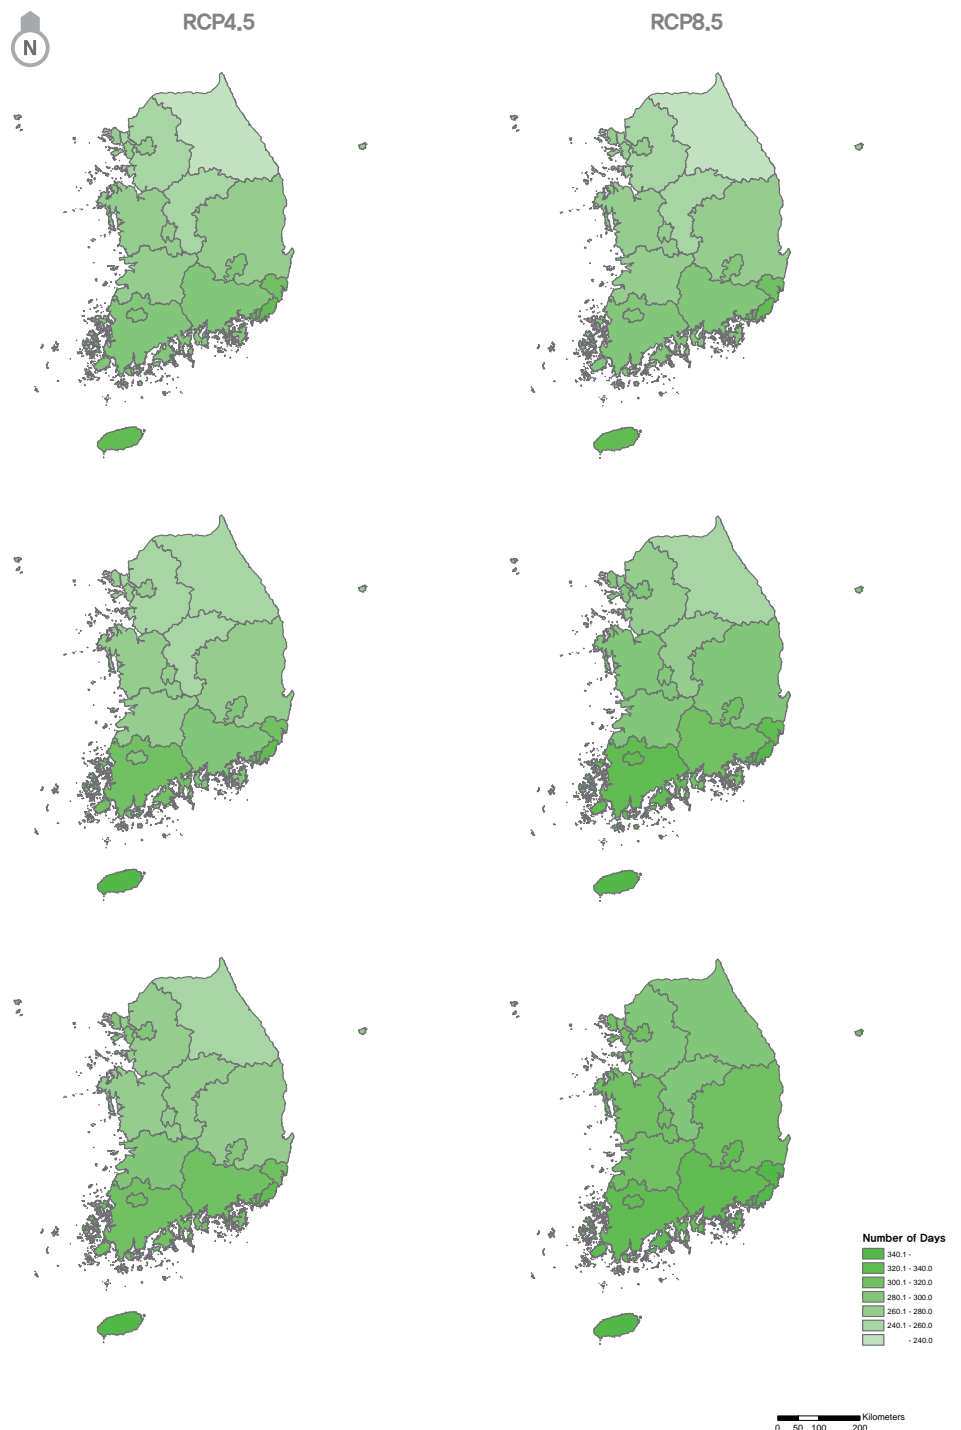 N
RCP4.5
RCP8.5
Number of Days
340.1 -
320.1 - 340.0
300.1 - 320.0
280.1 - 300.0
260.1 - 280.0
240.1 - 260.0
- 240.0
Kilometers
0 50 100 200